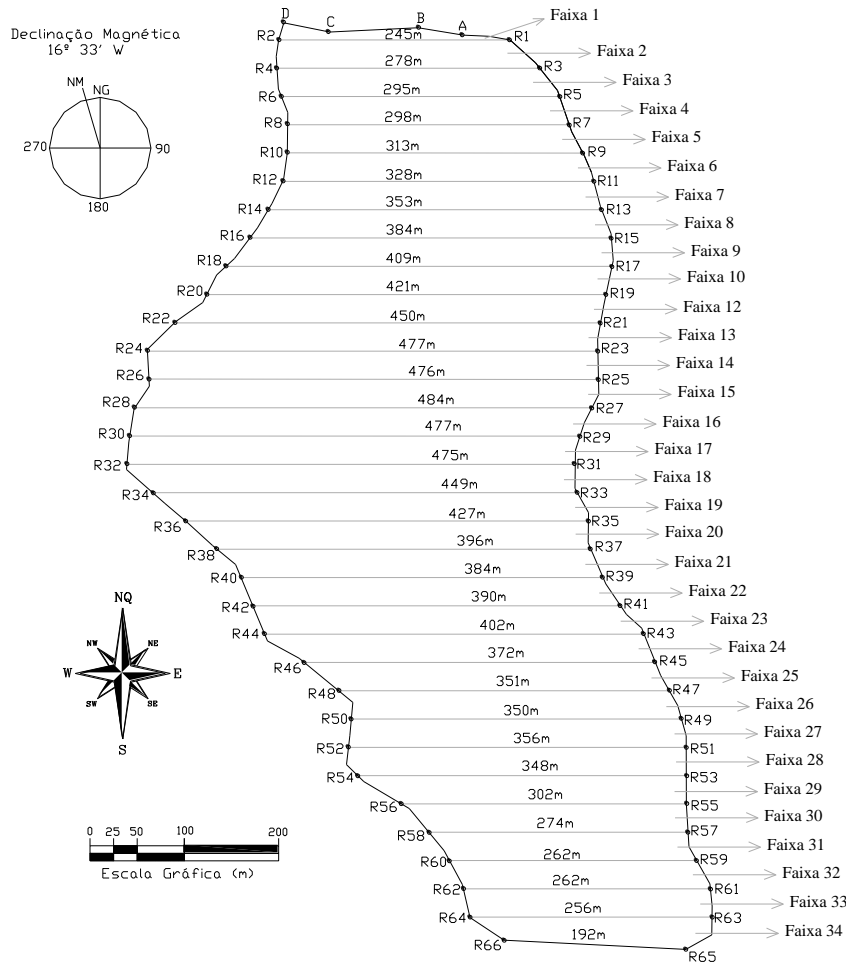 D
C
B
A
Faixa 1
R2
245m
R1
Faixa 2
Declinação Magnética
16º 33' W
NM
NG
270
90
180
R4
278m
R3
Faixa 3
R6
295m
R5
Faixa 4
R8
298m
R7
Faixa 5
R10
313m
R9
Faixa 6
R12
328m
R11
Faixa 7
R14
353m
R13
Faixa 8
R16
384m
R15
Faixa 9
R18
409m
R17
Faixa 10
R20
421m
R19
Faixa 12
R22
450m
R21
Faixa 13
R24
477m
R23
Faixa 14
R26
476m
R25
Faixa 15
R28
484m
R27
Faixa 16
R30
477m
R29
Faixa 17
R32
475m
R31
Faixa 18
R34
449m
R33
Faixa 19
R36
427m
R35
Faixa 20
R38
396m
R37
Faixa 21
R40
384m
R39
Faixa 22
R42
390m
R41
Faixa 23
R44
402m
R43
Faixa 24
R46
372m
R45
Faixa 25
R48
351m
R47
Faixa 26
R50
350m
R49
Faixa 27
R52
356m
R51
Faixa 28
R54
348m
R53
Faixa 29
R56
302m
R55
Faixa 30
R58
274m
R57
Faixa 31
R60
262m
R59
Faixa 32
R62
262m
R61
Faixa 33
R64
256m
R63
Faixa 34
R66
192m
R65
NQ
NW
NE
W
E
SW
SE
S
0 25 50 100 200
Escala Gráfica (m)